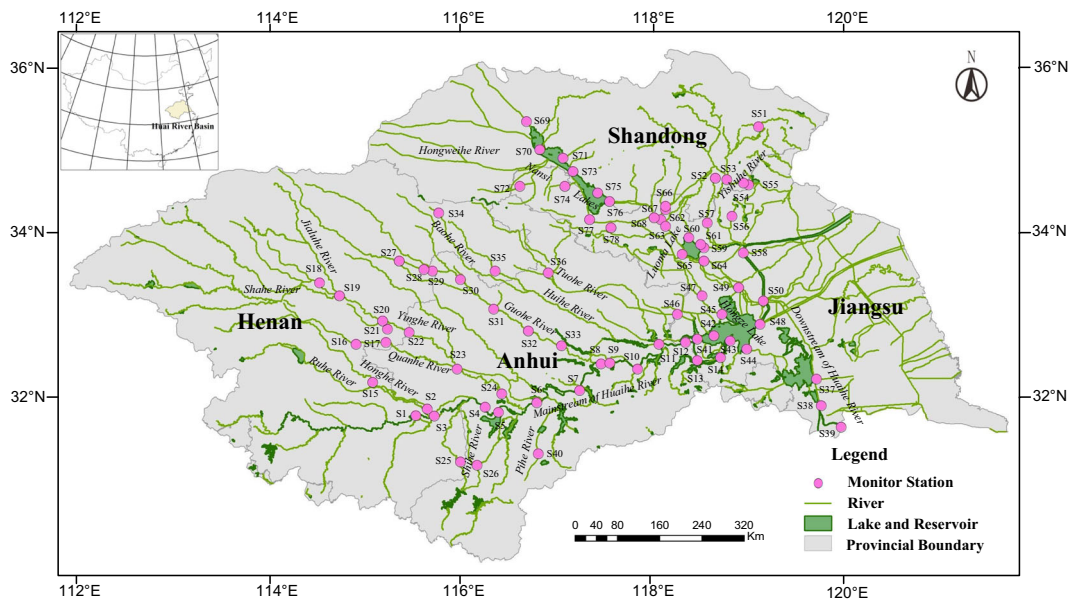 112°E 114°E 116°E 118°E 120°E
36°N 36°N
34°N 34°N
32°N 32°N
112°E 114°E 116°E 118°E 120°E
Huai River Basin
N
Shandong
Henan
Anhui
Jiangsu
Hongweihe River
Nansi
Lakes
Yishuhe River
Luoma Lake
Hongze Lake
Jialuhe River
Baohe River
Shahe River
Tuohe River
Huihe River
Guohe River
Yinghe River
Quanhe River
Ruhe River
Honghe River
Shihe River
Pihe River
Mainstream of Huaihe River
Downstream of Huaihe River
S69
S51
S70
S71
S73
S72
S74
S75
S76
S77
S78
S66
S67
S68
S62
S63
S52
S53
S55
S54
S57
S56
S60
S61
S59
S58
S65
S64
S34
S27
S28
S29
S30
S35
S36
S18
S19
S20
S21
S22
S16
S17
S15
S23
S31
S32
S33
S47
S46
S49
S50
S45
S42
S48
S41
S43
S44
S12
S11
S14
S13
S8
S9
S10
S7
S6
S24
S4
S5
S2
S1
S3
S25
S26
S40
S37
S38
S39
Legend
Monitor Station
River
Lake and Reservoir
Provincial Boundary
0 40 80 160 240 320
Km